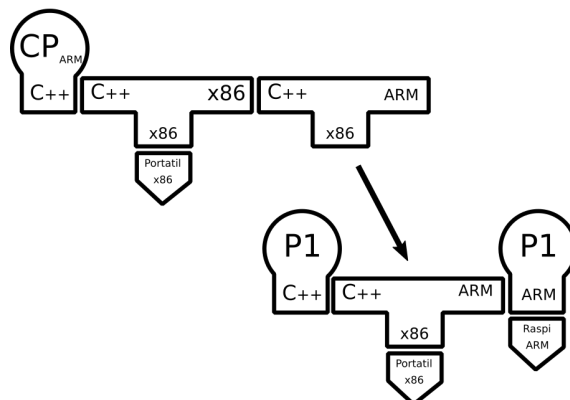 CP ARM
C++
C++ x86
x86
Portatil
x86
C++ ARM
x86
P1
C++
C++ ARM
x86
Portatil
x86
P1
ARM
Raspi
ARM